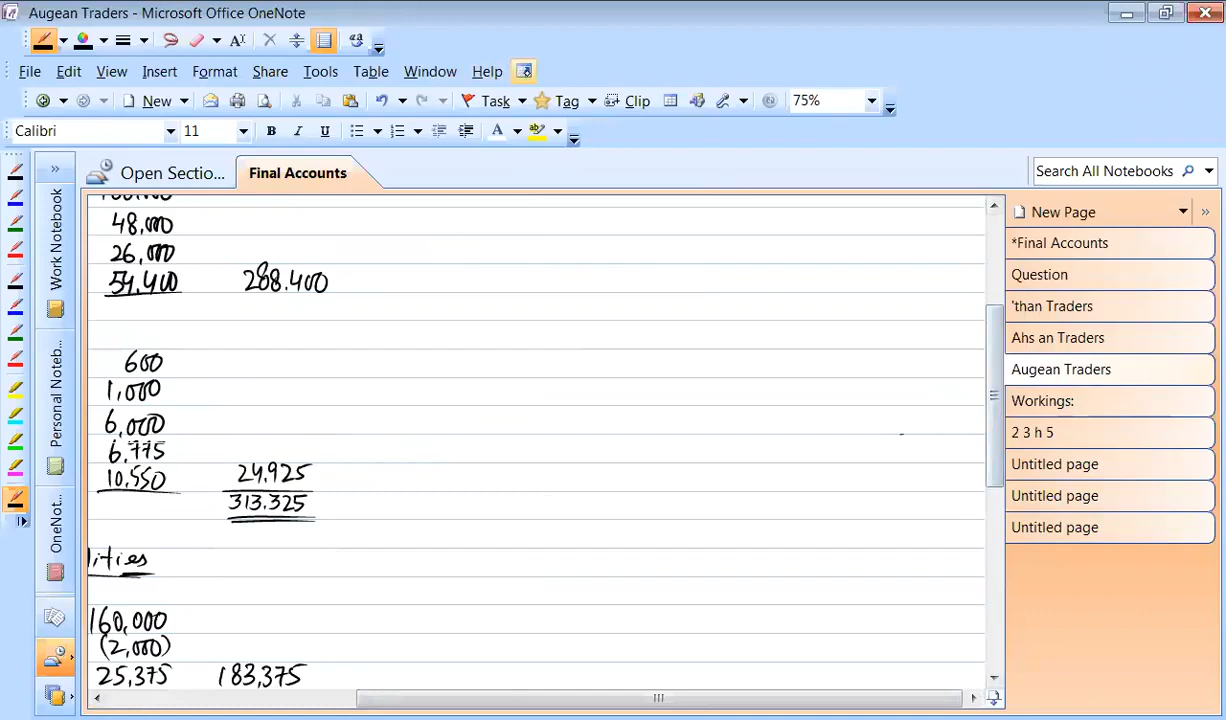 Augean Traders - Microsoft Office OneNote
File Edit View Insert Format Share Tools Table Window Help
New Task Tag Clip 75%
Calibri 11 B I U A ab
Open Sectio... Final Accounts Search All Notebooks
New Page
*Final Accounts
Question
'than Traders
Ahs an Traders
Augean Traders
Workings:
2 3 h 5
Untitled page
Untitled page
Untitled page
Work Notebook
Personal Noteb...
OneNot...
48,000
26,000
54,400 288.400
600
1,000
6,000
6.775
10,550 24.925
313.325
lities
160,000
(2,000)
25,375 183,375